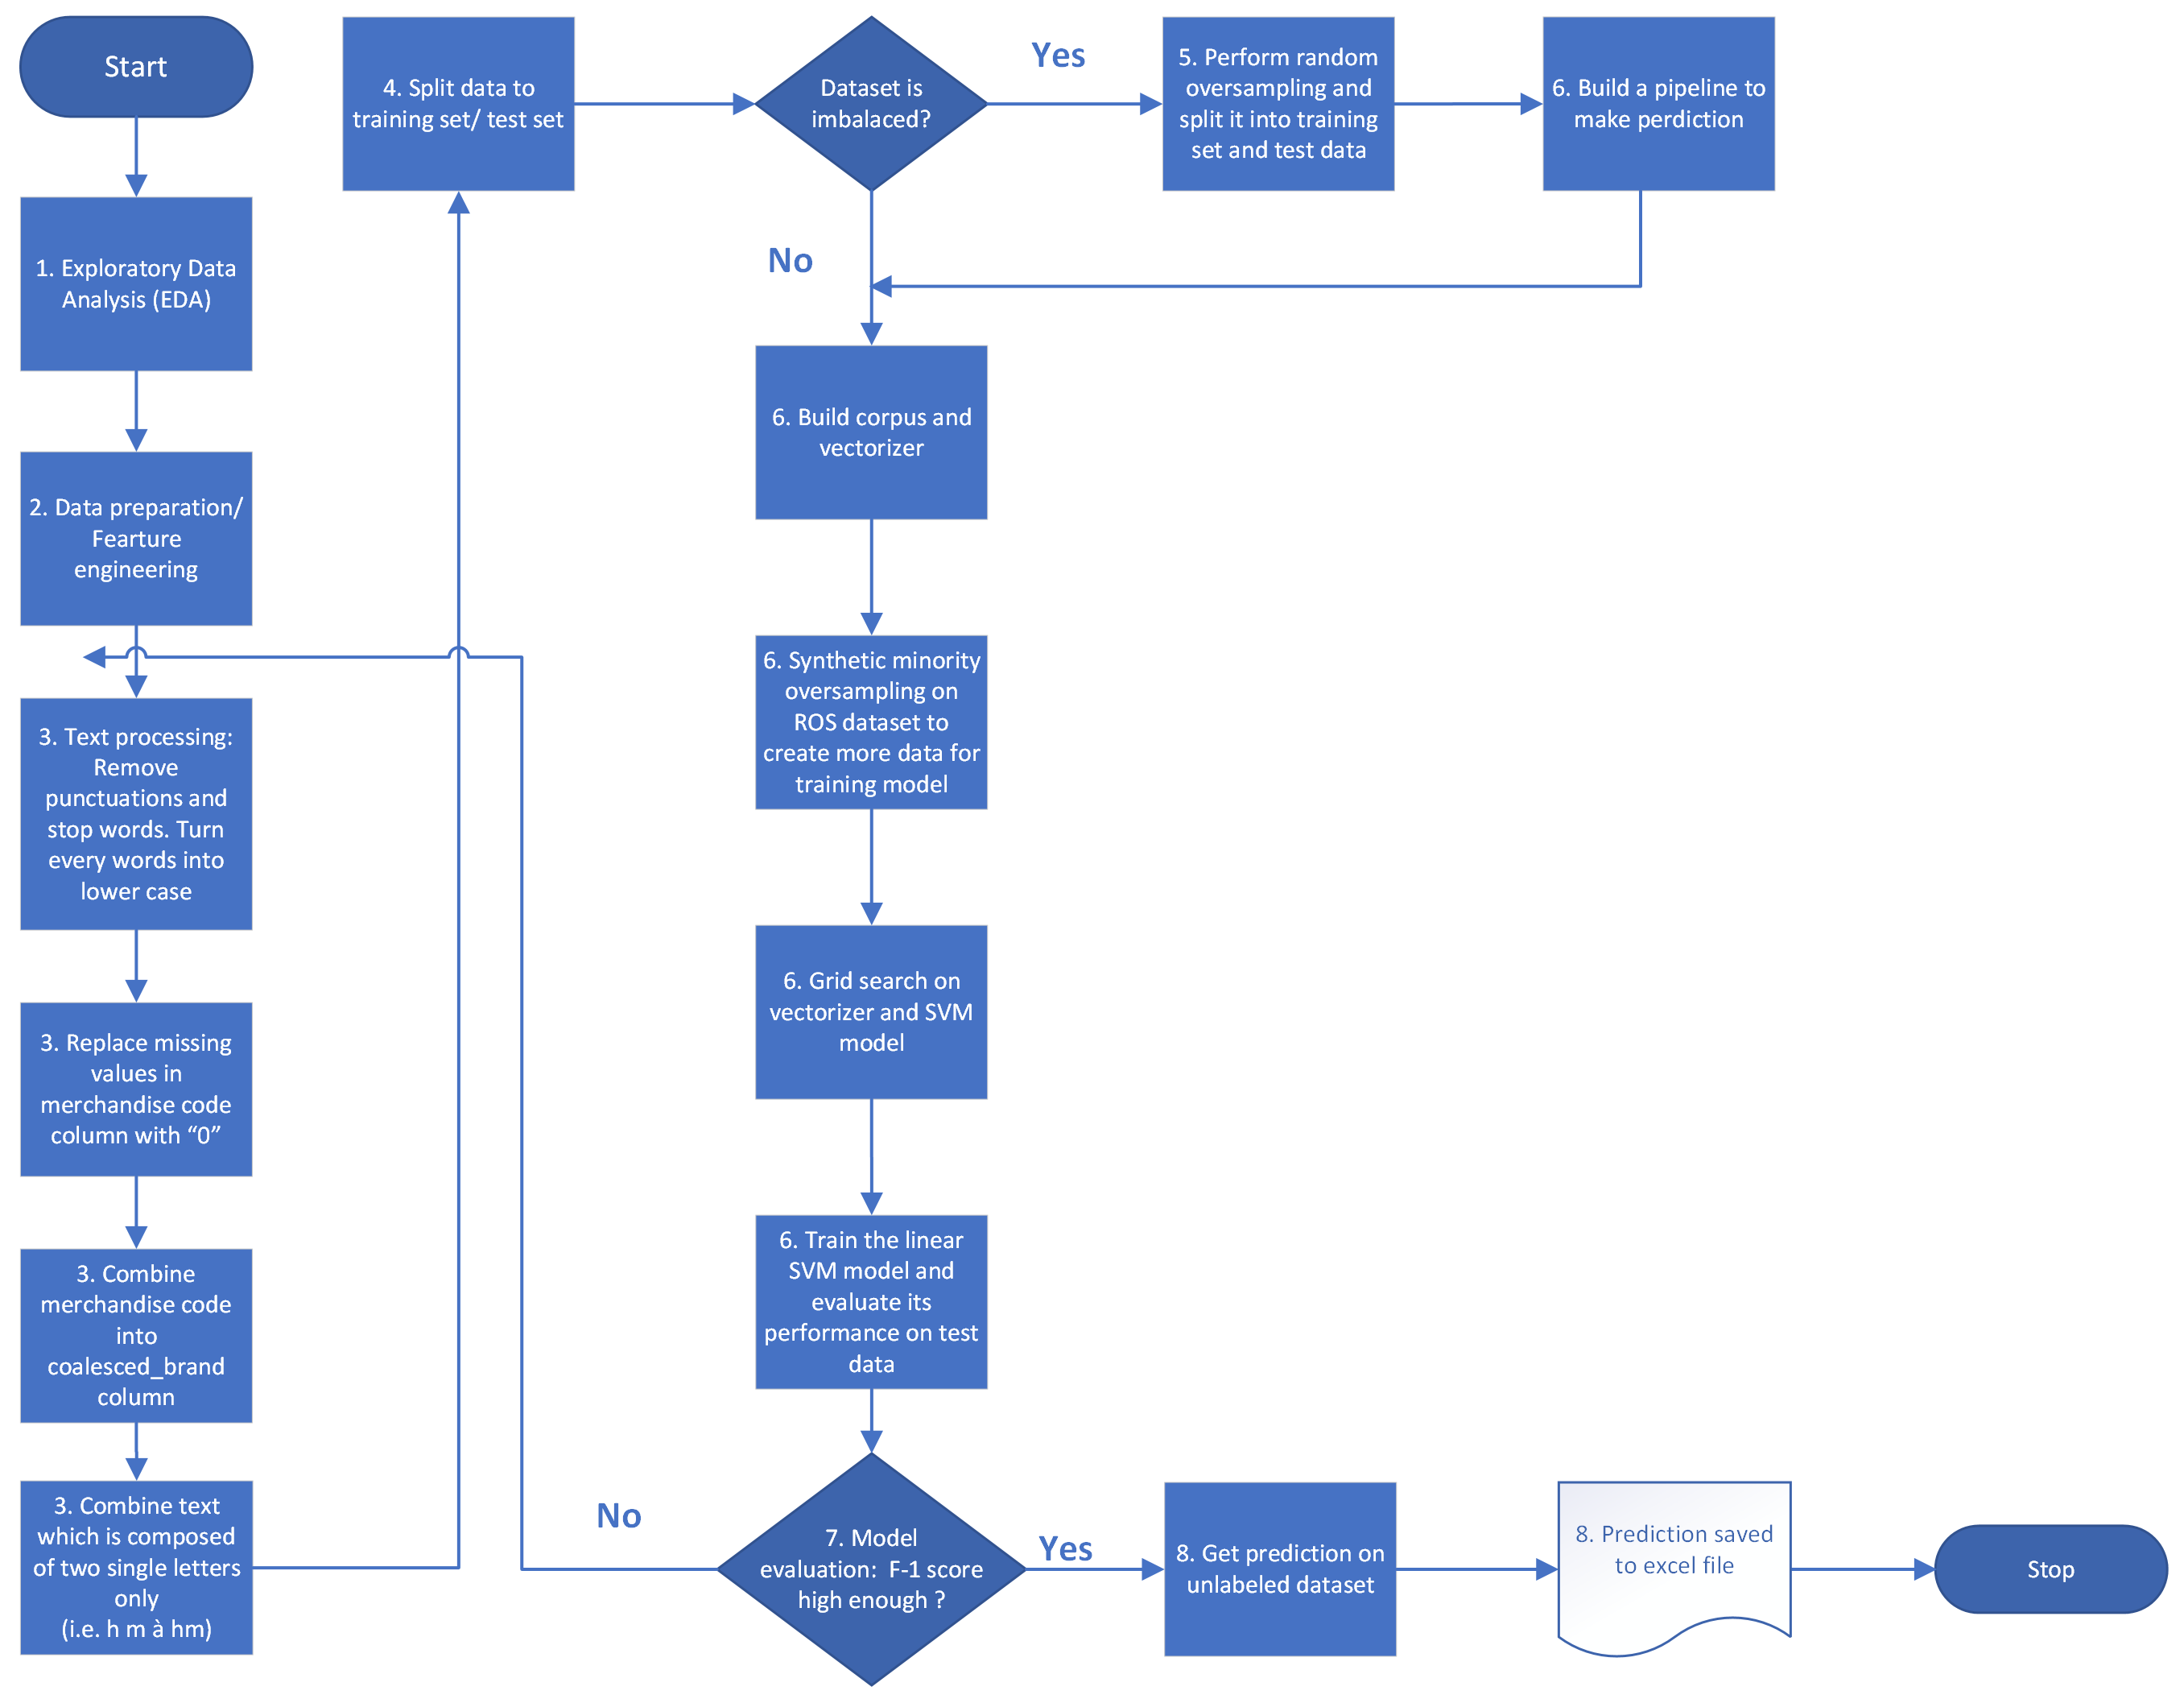 Start
1. Exploratory Data
Analysis (EDA)
2. Data preparation/
Fearture
engineering
3. Text processing:
Remove
punctuations and
stop words. Turn
every words into
lower case
3. Replace missing
values in
merchandise code
column with “0”
3. Combine
merchandise code
into
coalesced_brand
column
3. Combine text
which is composed
of two single letters
only
(i.e. h m à hm)
4. Split data to
training set/ test set
Dataset is
imbalaced?
Yes
5. Perform random
oversampling and
split it into training
set and test data
6. Build a pipeline to
make perdiction
No
6. Build corpus and
vectorizer
6. Synthetic minority
oversampling on
ROS dataset to
create more data for
training model
6. Grid search on
vectorizer and SVM
model
6. Train the linear
SVM model and
evaluate its
performance on test
data
7. Model
evaluation:  F-1 score
high enough ?
No
Yes
8. Get prediction on
unlabeled dataset
8. Prediction saved
to excel file
Stop